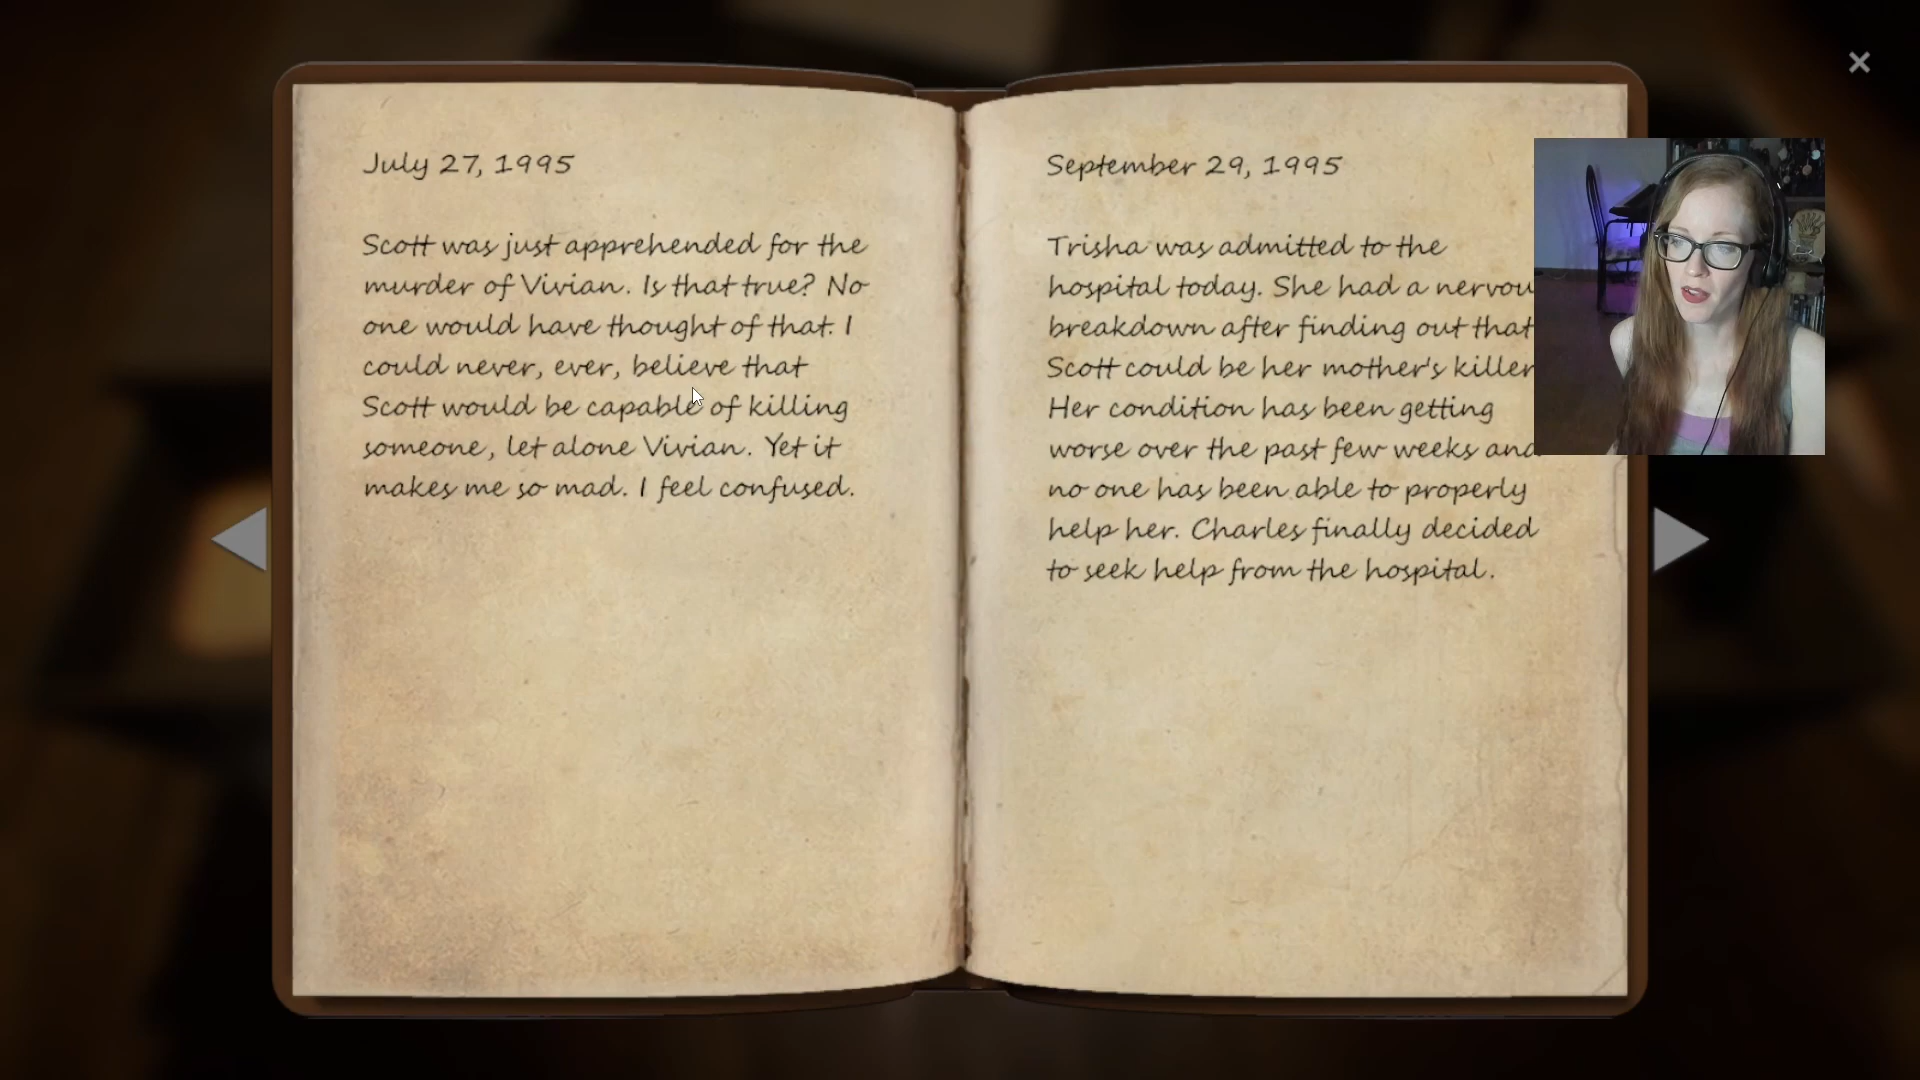 July 27, 1995
Scott was just apprehended for the
murder of Vivian. Is that true? No
one would have thought of that. I
could never, ever, believe that
Scott would be capable of killing
someone, let alone Vivian. Yet it
makes me so mad. I feel confused.
September 29, 1995
Trisha was admitted to the
hospital today. She had a nervou
breakdown after finding out that
Scott could be her mother's killer
Her condition has been getting
worse over the past few weeks and
no one has been able to properly
help her. Charles finally decided
to seek help from the hospital.